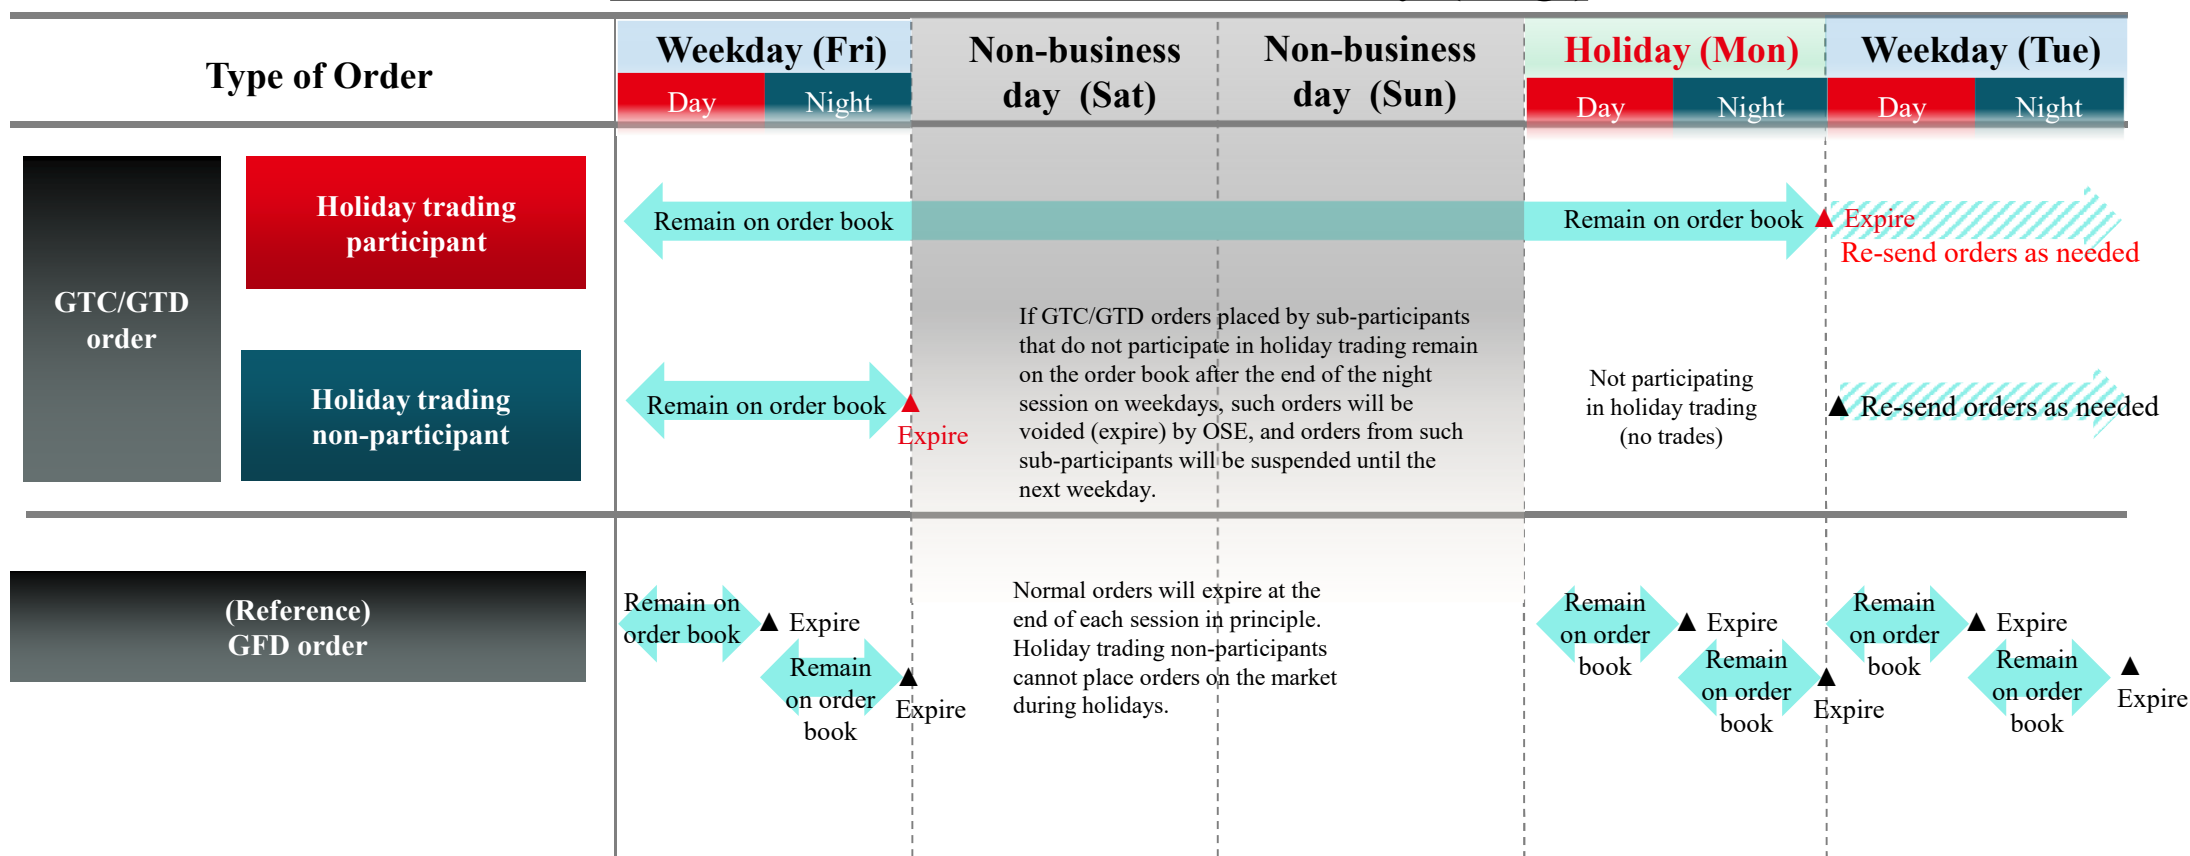 Type of Order
Weekday (Fri)
Day
Night
Non-business
day (Sat)
Non-business
day (Sun)
Holiday (Mon)
Day
Night
Weekday (Tue)
Day
Night
GTC/GTD
order
Holiday trading
participant
Remain on order book
Remain on order book
Expire
Re-send orders as needed
Holiday trading
non-participant
Remain on order book
Expire
If GTC/GTD orders placed by sub-participants
that do not participate in holiday trading remain
on the order book after the end of the night
session on weekdays, such orders will be
voided (expire) by OSE, and orders from such
sub-participants will be suspended until the
next weekday.
Not participating
in holiday trading
(no trades)
Re-send orders as needed
(Reference)
GFD order
Remain on
order book
Expire
Remain
on order
book
Expire
Normal orders will expire at the
end of each session in principle.
Holiday trading non-participants
cannot place orders on the market
during holidays.
Remain
on order
book
Expire
Remain
on order
book
Expire
Remain
on order
book
Expire
Remain
on order
book
Expire